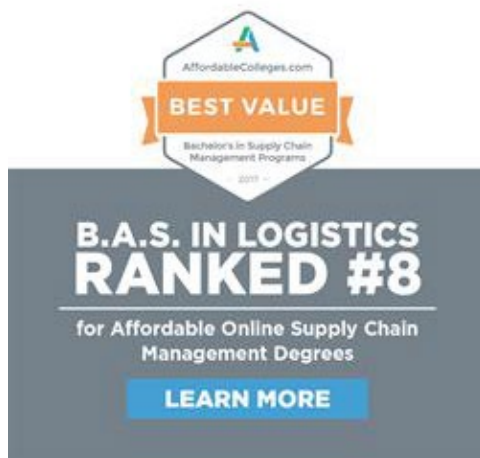 AffordableColleges.com
BEST VALUE
Bachelor's in Supply Chain
Management Programs
- 2017 -
B.A.S. IN LOGISTICS
RANKED #8
for Affordable Online Supply Chain
Management Degrees
LEARN MORE